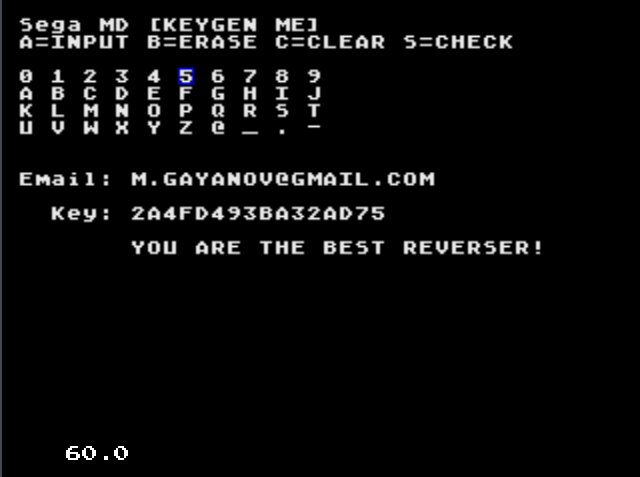 Sega MD [KEYGEN ME]
A=INPUT B=ERASE C=CLEAR S=CHECK
0 1 2 3 4 5 6 7 8 9
A B C D E F G H I J
K L M N O P Q R S T
U V W X Y Z @ _ . -
Email: M.GAYANOV@GMAIL.COM
Key: 2A4FD493BA32AD75
YOU ARE THE BEST REVERSER!
60.0